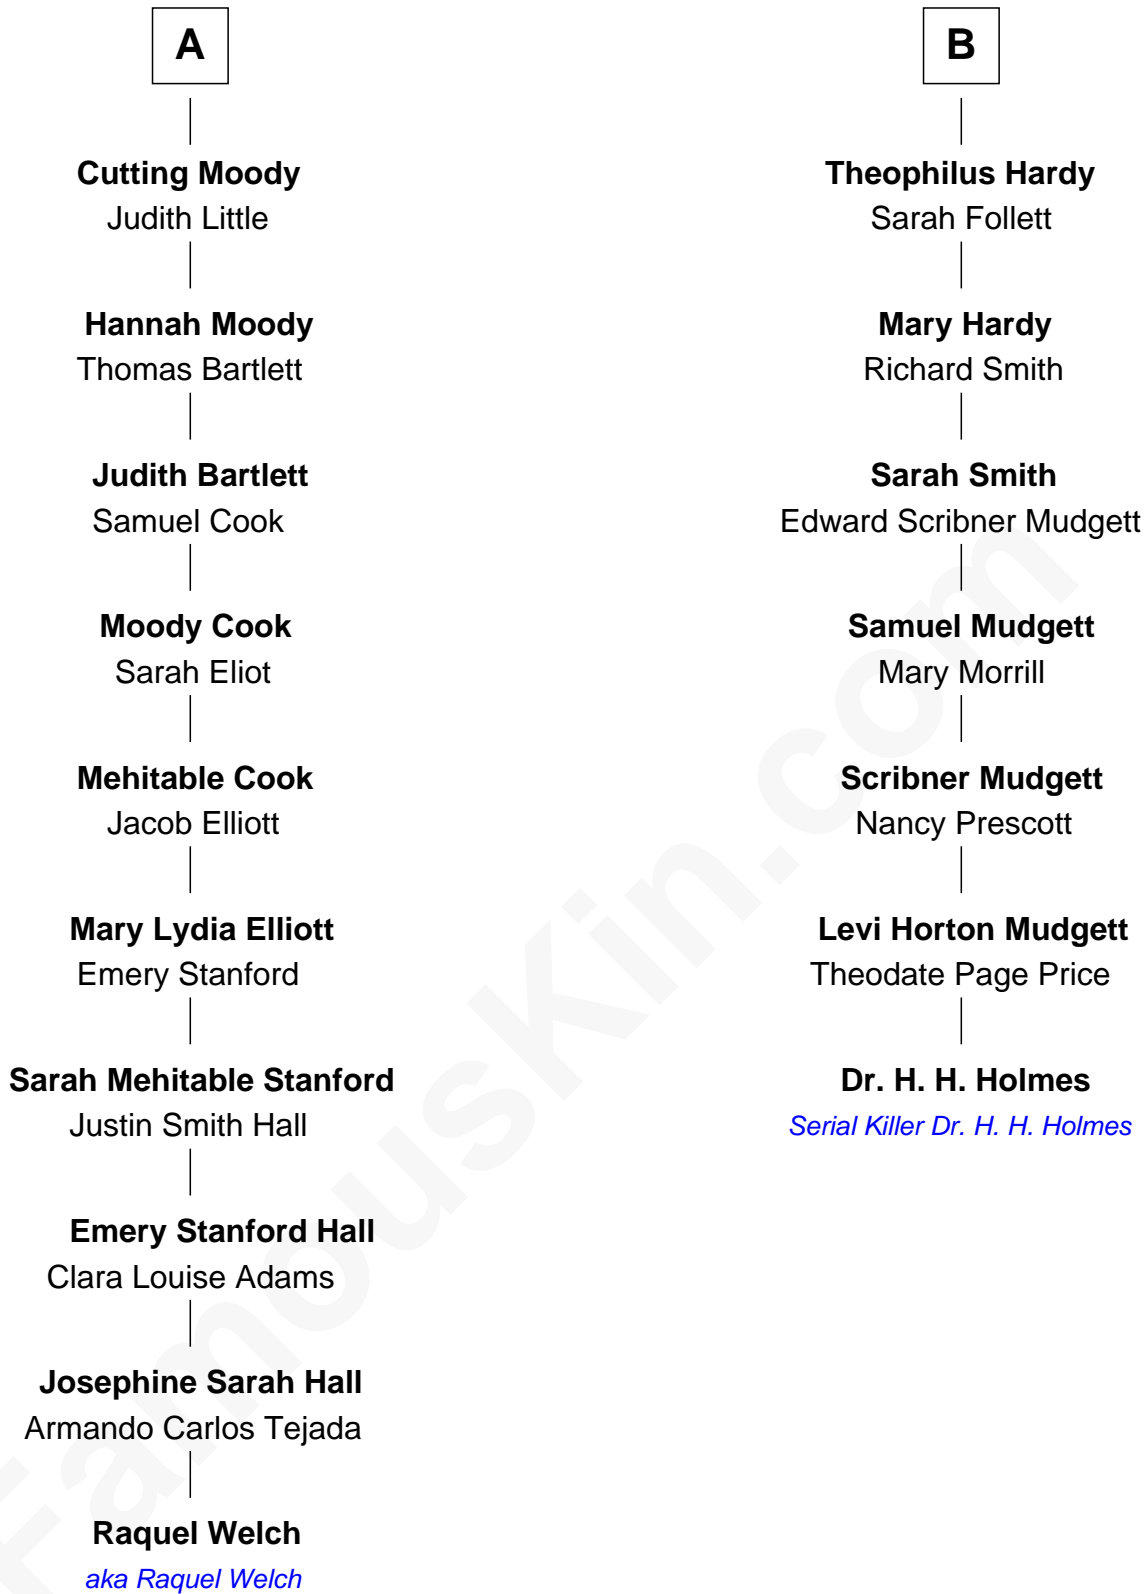 A
Cutting Moody
Judith Little
Hannah Moody
Thomas Bartlett
Judith Bartlett
Samuel Cook
Moody Cook
Sarah Eliot
Mehitable Cook
Jacob Elliott
Mary Lydia Elliott
Emery Stanford
Sarah Mehitable Stanford
Justin Smith Hall
Emery Stanford Hall
Clara Louise Adams
Josephine Sarah Hall
Armando Carlos Tejada
Raquel Welch
aka Raquel Welch
B
Theophilus Hardy
Sarah Follett
Mary Hardy
Richard Smith
Sarah Smith
Edward Scribner Mudgett
Samuel Mudgett
Mary Morrill
Scribner Mudgett
Nancy Prescott
Levi Horton Mudgett
Theodate Page Price
Dr. H. H. Holmes
Serial Killer Dr. H. H. Holmes
FamousKin.com